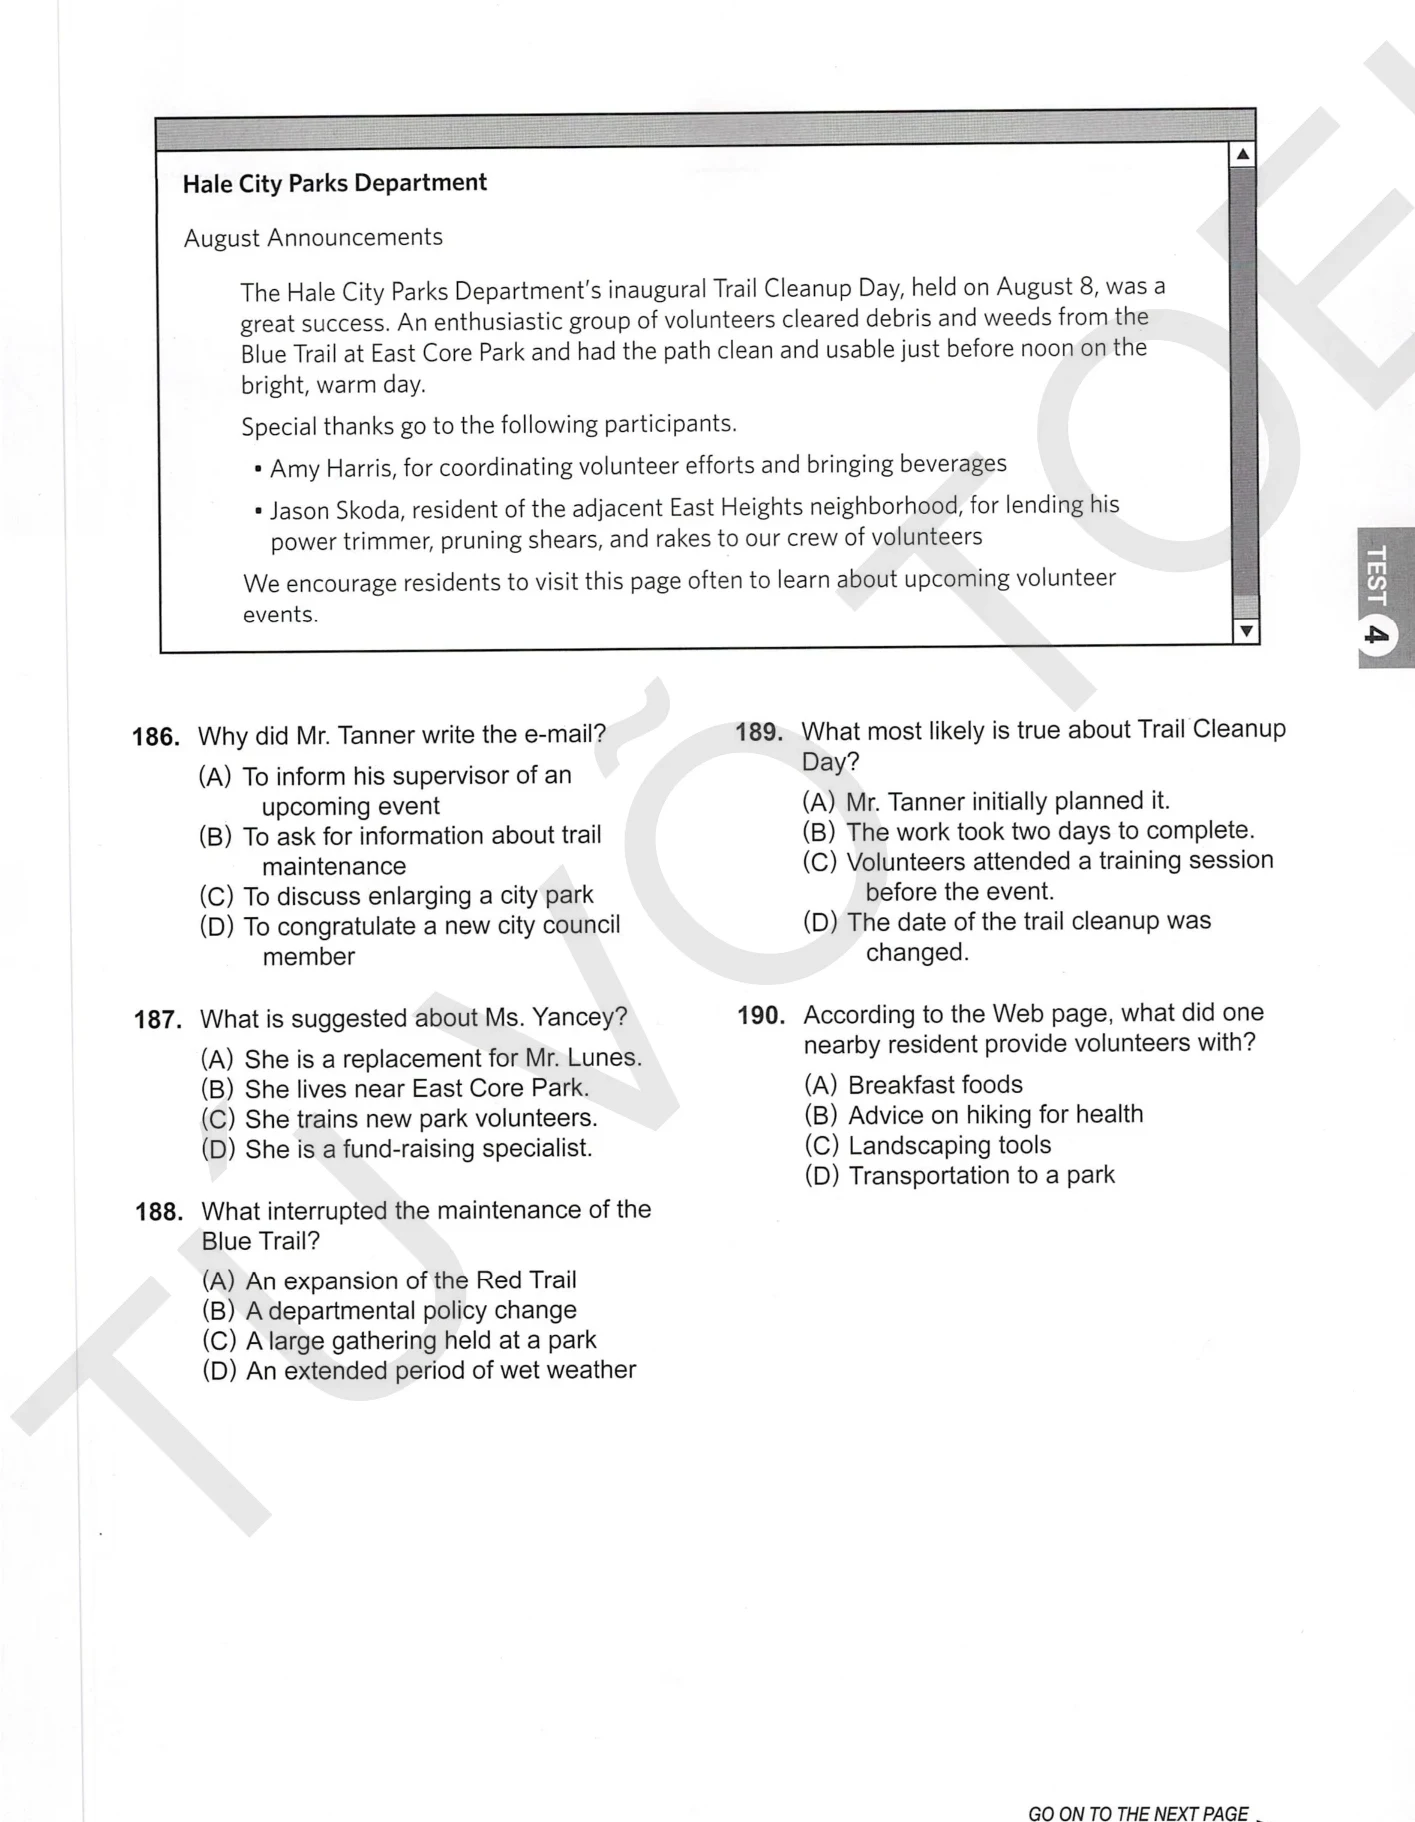 Hale City Parks Department
August Announcements
The Hale City Parks Department's inaugural Trail Cleanup Day, held on August 8, was a
great success. An enthusiastic group of volunteers cleared debris and weeds from the
Blue Trail at East Core Park and had the path clean and usable just before noon on the
bright, warm day.
Special thanks go to the following participants.
▪ Amy Harris, for coordinating volunteer efforts and bringing beverages
▪ Jason Skoda, resident of the adjacent East Heights neighborhood, for lending his
power trimmer, pruning shears, and rakes to our crew of volunteers
We encourage residents to visit this page often to learn about upcoming volunteer
events.
TEST 4
186. Why did Mr. Tanner write the e-mail?
(A) To inform his supervisor of an
upcoming event
(B) To ask for information about trail
maintenance
(C) To discuss enlarging a city park
(D) To congratulate a new city council
member
187. What is suggested about Ms. Yancey?
(A) She is a replacement for Mr. Lunes.
(B) She lives near East Core Park.
(C) She trains new park volunteers.
(D) She is a fund-raising specialist.
188. What interrupted the maintenance of the
Blue Trail?
(A) An expansion of the Red Trail
(B) A departmental policy change
(C) A large gathering held at a park
(D) An extended period of wet weather
189. What most likely is true about Trail Cleanup
Day?
(A) Mr. Tanner initially planned it.
(B) The work took two days to complete.
(C) Volunteers attended a training session
before the event.
(D) The date of the trail cleanup was
changed.
190. According to the Web page, what did one
nearby resident provide volunteers with?
(A) Breakfast foods
(B) Advice on hiking for health
(C) Landscaping tools
(D) Transportation to a park
GO ON TO THE NEXT PAGE